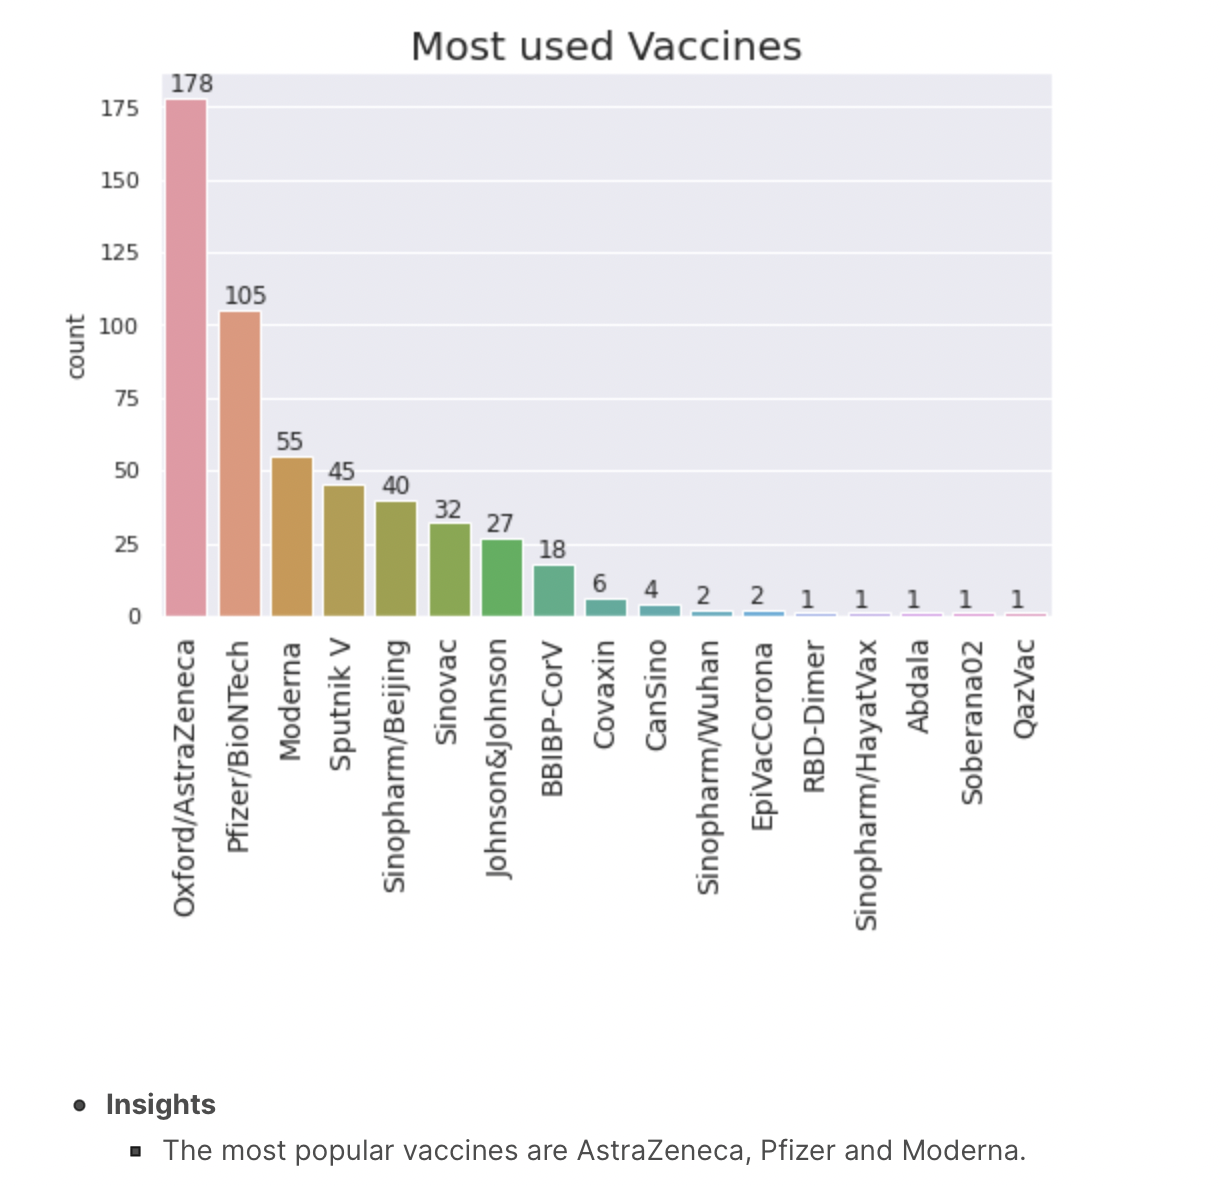 Most used Vaccines
178
175
150
125
105
100
count
75
55
50
45
40
32
27
25
18
6
4
2
2
1
1
1
1
1
0
Oxford/AstraZeneca
Pfizer/BioNTech
Moderna
Sputnik V
Sinopharm/Beijing
Sinovac
Johnson&Johnson
BBIBP-CorV
Covaxin
CanSino
Sinopharm/Wuhan
EpiVacCorona
RBD-Dimer
Sinopharm/HayatVax
Abdala
Soberana02
QazVac
Insights
The most popular vaccines are AstraZeneca, Pfizer and Moderna.